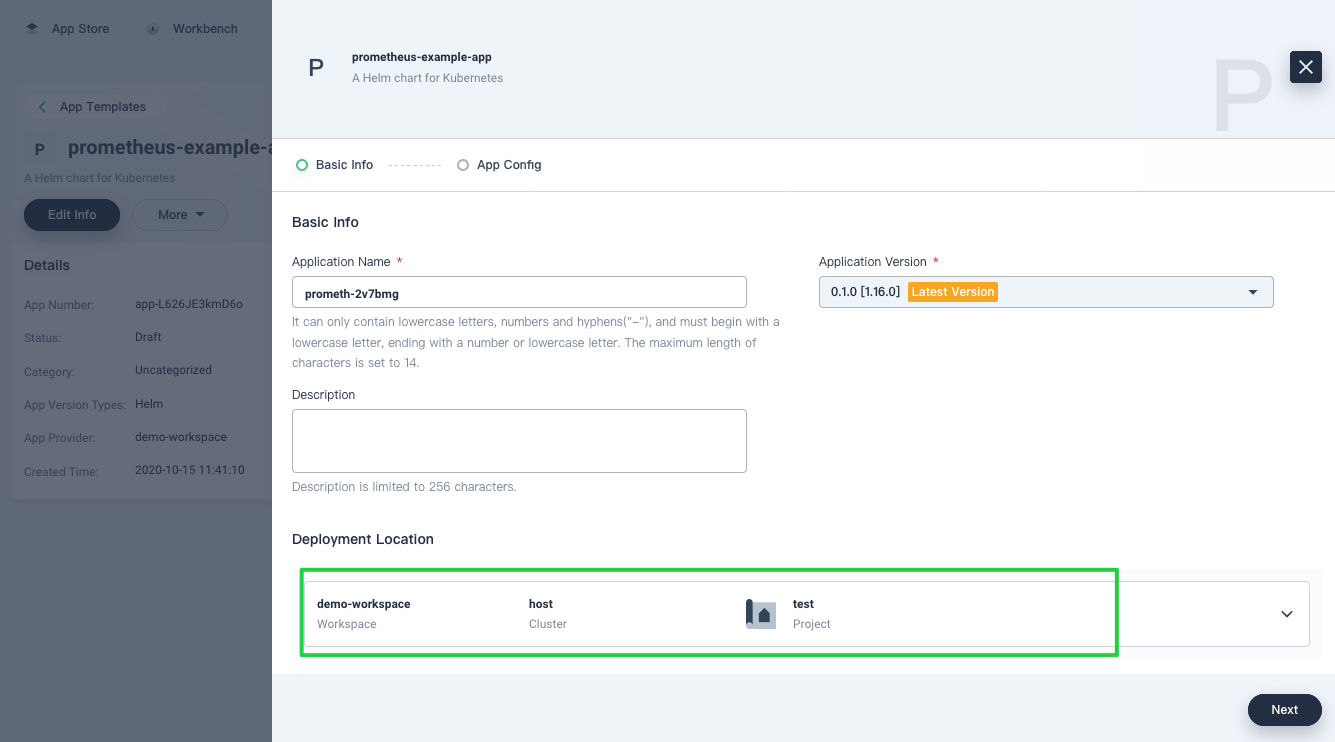 App Store
Workbench
App Templates
P
prometheus-example-a
A Helm chart for Kubernetes
Edit Info
More
Details
App Number: app-L626JE3kmD6o
Status: Draft
Category: Uncategorized
App Version Types: Helm
App Provider: demo-workspace
Created Time: 2020-10-15 11:41:10
P
prometheus-example-app
A Helm chart for Kubernetes
P
Basic Info
App Config
Basic Info
Application Name *
prometh-2v7bmg
It can only contain lowercase letters, numbers and hyphens("-"), and must begin with a
lowercase letter, ending with a number or lowercase letter. The maximum length of
characters is set to 14.
Application Version *
0.1.0 [1.16.0] Latest Version
Description
Description is limited to 256 characters.
Deployment Location
demo-workspace
Workspace
host
Cluster
test
Project
Next